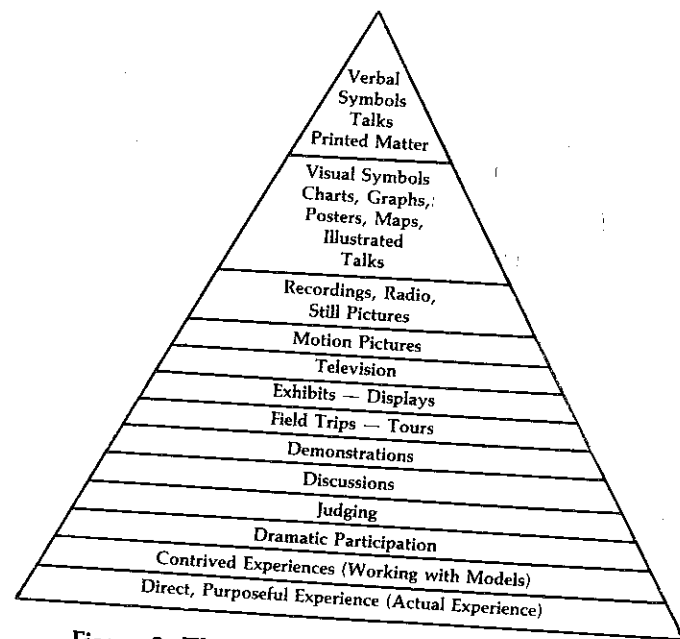 Verbal
Symbols
Talks
Printed Matter
Visual Symbols
Charts, Graphs,
Posters, Maps,
Illustrated
Talks
Recordings, Radio,
Still Pictures
Motion Pictures
Television
Exhibits — Displays
Field Trips — Tours
Demonstrations
Discussions
Judging
Dramatic Participation
Contrived Experiences (Working with Models)
Direct, Purposeful Experience (Actual Experience)